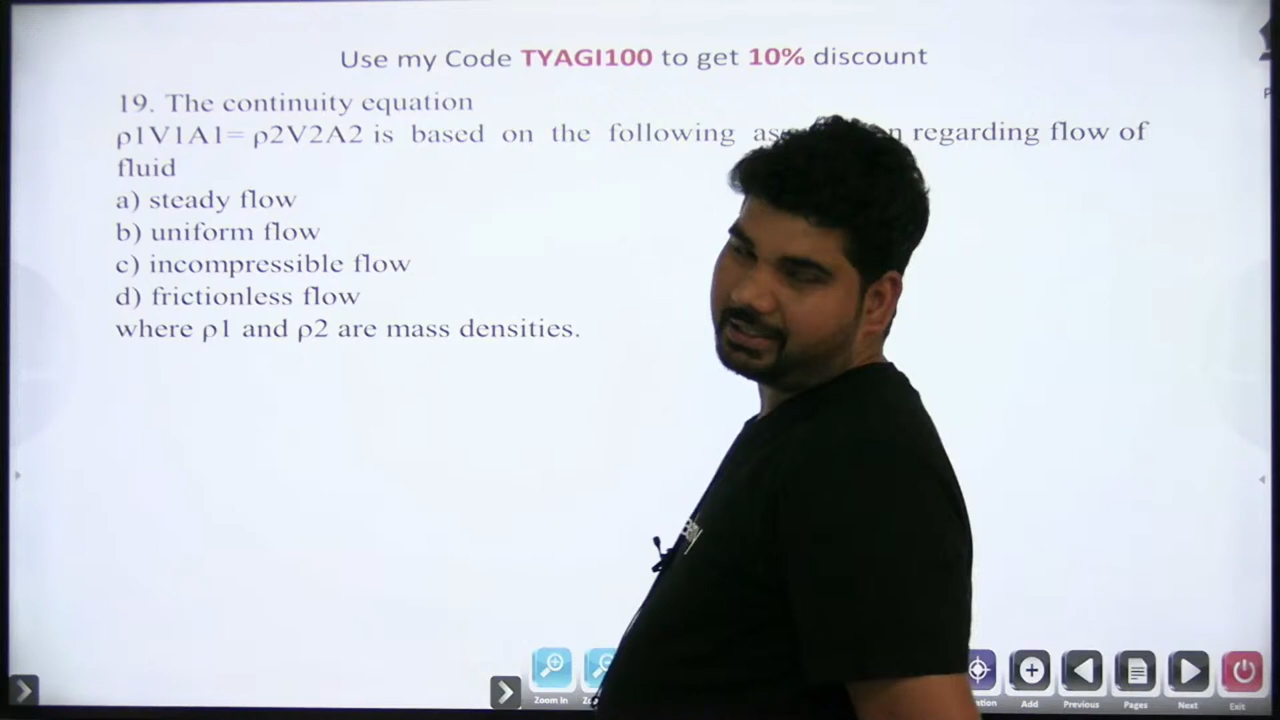 Use my Code TYAGI100 to get 10% discount
19. The continuity equation
ρ1V1A1= ρ2V2A2 is based on the following regarding flow of
fluid
a) steady flow
b) uniform flow
c) incompressible flow
d) frictionless flow
where ρ1 and ρ2 are mass densities.
Zoom In
Add
Previous
Pages
Next
Exit